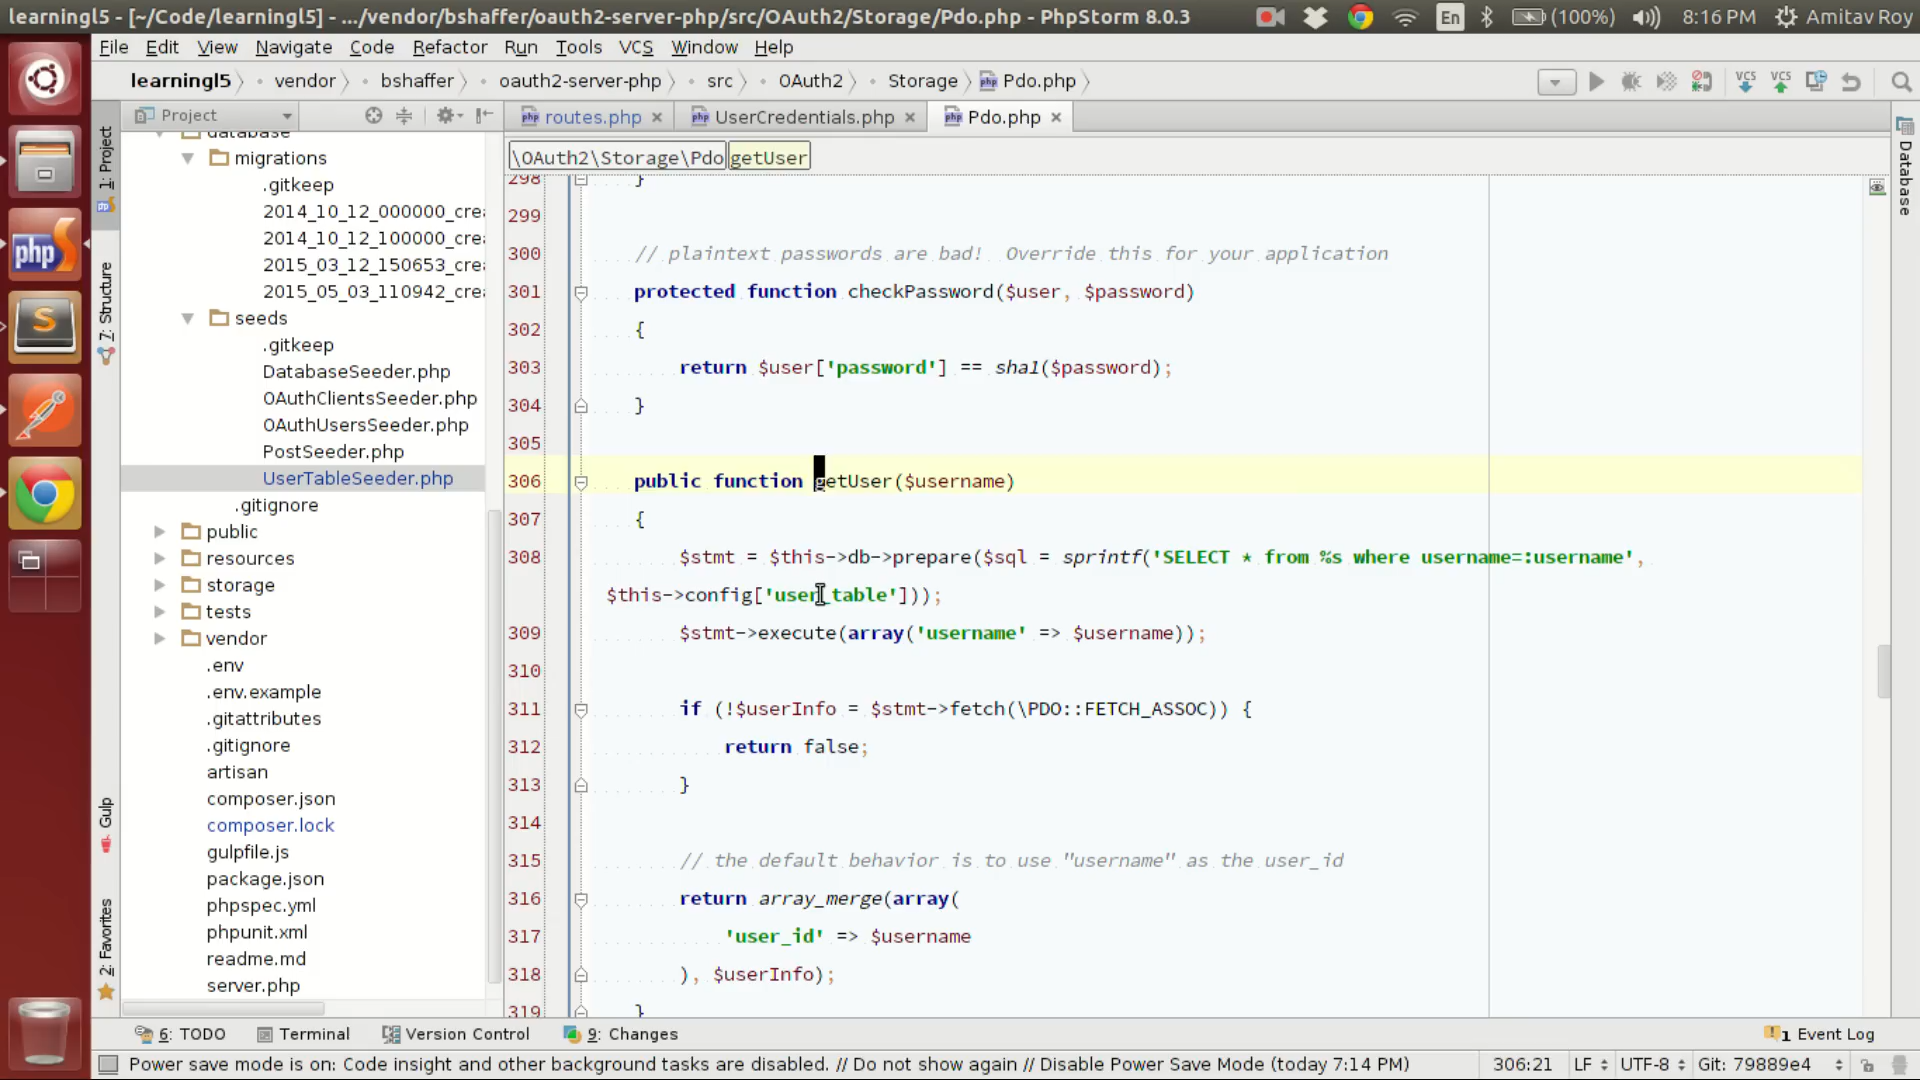 learningl5 - [~/Code/learningl5] - .../vendor/bshaffer/oauth2-server-php/src/OAuth2/Storage/Pdo.php - PhpStorm 8.0.3
En
(100%)
8:16 PM
Amitav Roy
File Edit View Navigate Code Refactor Run Tools VCS Window Help
learningl5 vendor bshaffer oauth2-server-php src OAuth2 Storage Pdo.php
VCS VCS
Project
routes.php UserCredentials.php Pdo.php
\OAuth2\Storage\Pdo getUser
1: Project
7: Structure
Gulp
2: Favorites
Database
database
migrations
.gitkeep
2014_10_12_000000_crea
2014_10_12_100000_crea
2015_03_12_150653_crea
2015_05_03_110942_crea
seeds
.gitkeep
DatabaseSeeder.php
OAuthClientsSeeder.php
OAuthUsersSeeder.php
PostSeeder.php
UserTableSeeder.php
.gitignore
public
resources
storage
tests
vendor
.env
.env.example
.gitattributes
.gitignore
artisan
composer.json
composer.lock
gulpfile.js
package.json
phpspec.yml
phpunit.xml
readme.md
server.php
298 }
299
300 // plaintext passwords are bad!  Override this for your application
301 protected function checkPassword($user, $password)
302 {
303 return $user['password'] == sha1($password);
304 }
305
306 public function getUser($username)
307 {
308 $stmt = $this->db->prepare($sql = sprintf('SELECT * from %s where username=:username',
$this->config['user_table']));
309 $stmt->execute(array('username' => $username));
310
311 if (!$userInfo = $stmt->fetch(\PDO::FETCH_ASSOC)) {
312 return false;
313 }
314
315 // the default behavior is to use "username" as the user_id
316 return array_merge(array(
317 'user_id' => $username
318 ), $userInfo);
319 }
6: TODO Terminal Version Control 9: Changes 1 Event Log
Power save mode is on: Code insight and other background tasks are disabled. // Do not show again // Disable Power Save Mode (today 7:14 PM) 306:21 LF UTF-8 Git: 79889e4
php
S